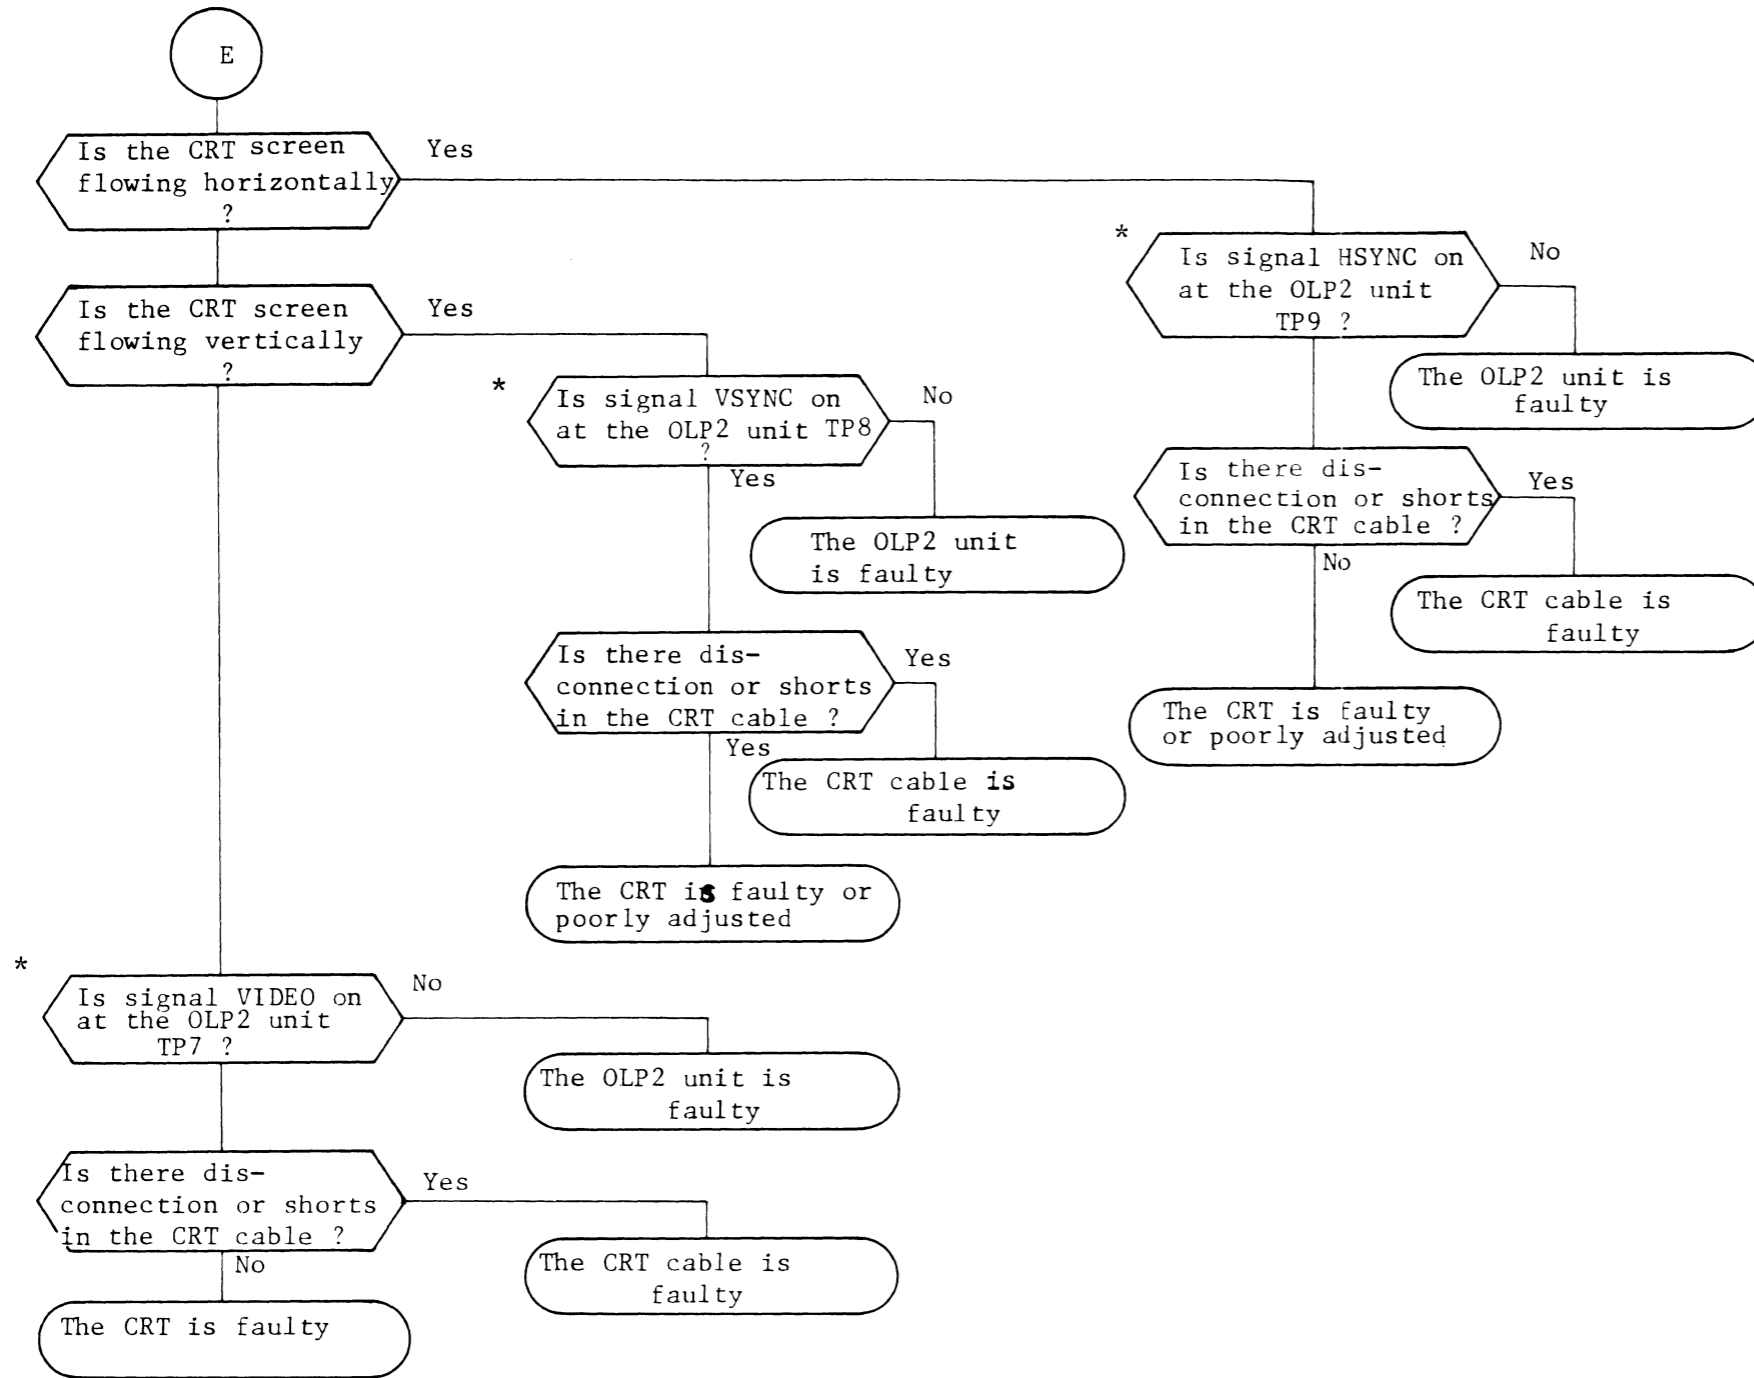 E
Is the CRT screen
flowing horizontally
?
Yes
Is the CRT screen
flowing vertically
?
Yes
*
Is signal HSYNC on
at the OLP2 unit
TP9 ?
No
The OLP2 unit is
faulty
Is there dis-
connection or shorts
in the CRT cable ?
Yes
No
The CRT cable is
faulty
The CRT is faulty
or poorly adjusted
*
Is signal VSYNC on
at the OLP2 unit TP8
?
No
Yes
The OLP2 unit
is faulty
Is there dis-
connection or shorts
in the CRT cable ?
Yes
Yes
The CRT cable is
faulty
The CRT is faulty or
poorly adjusted
*
Is signal VIDEO on
at the OLP2 unit
TP7 ?
No
The OLP2 unit is
faulty
Is there dis-
connection or shorts
in the CRT cable ?
Yes
No
The CRT cable is
faulty
The CRT is faulty